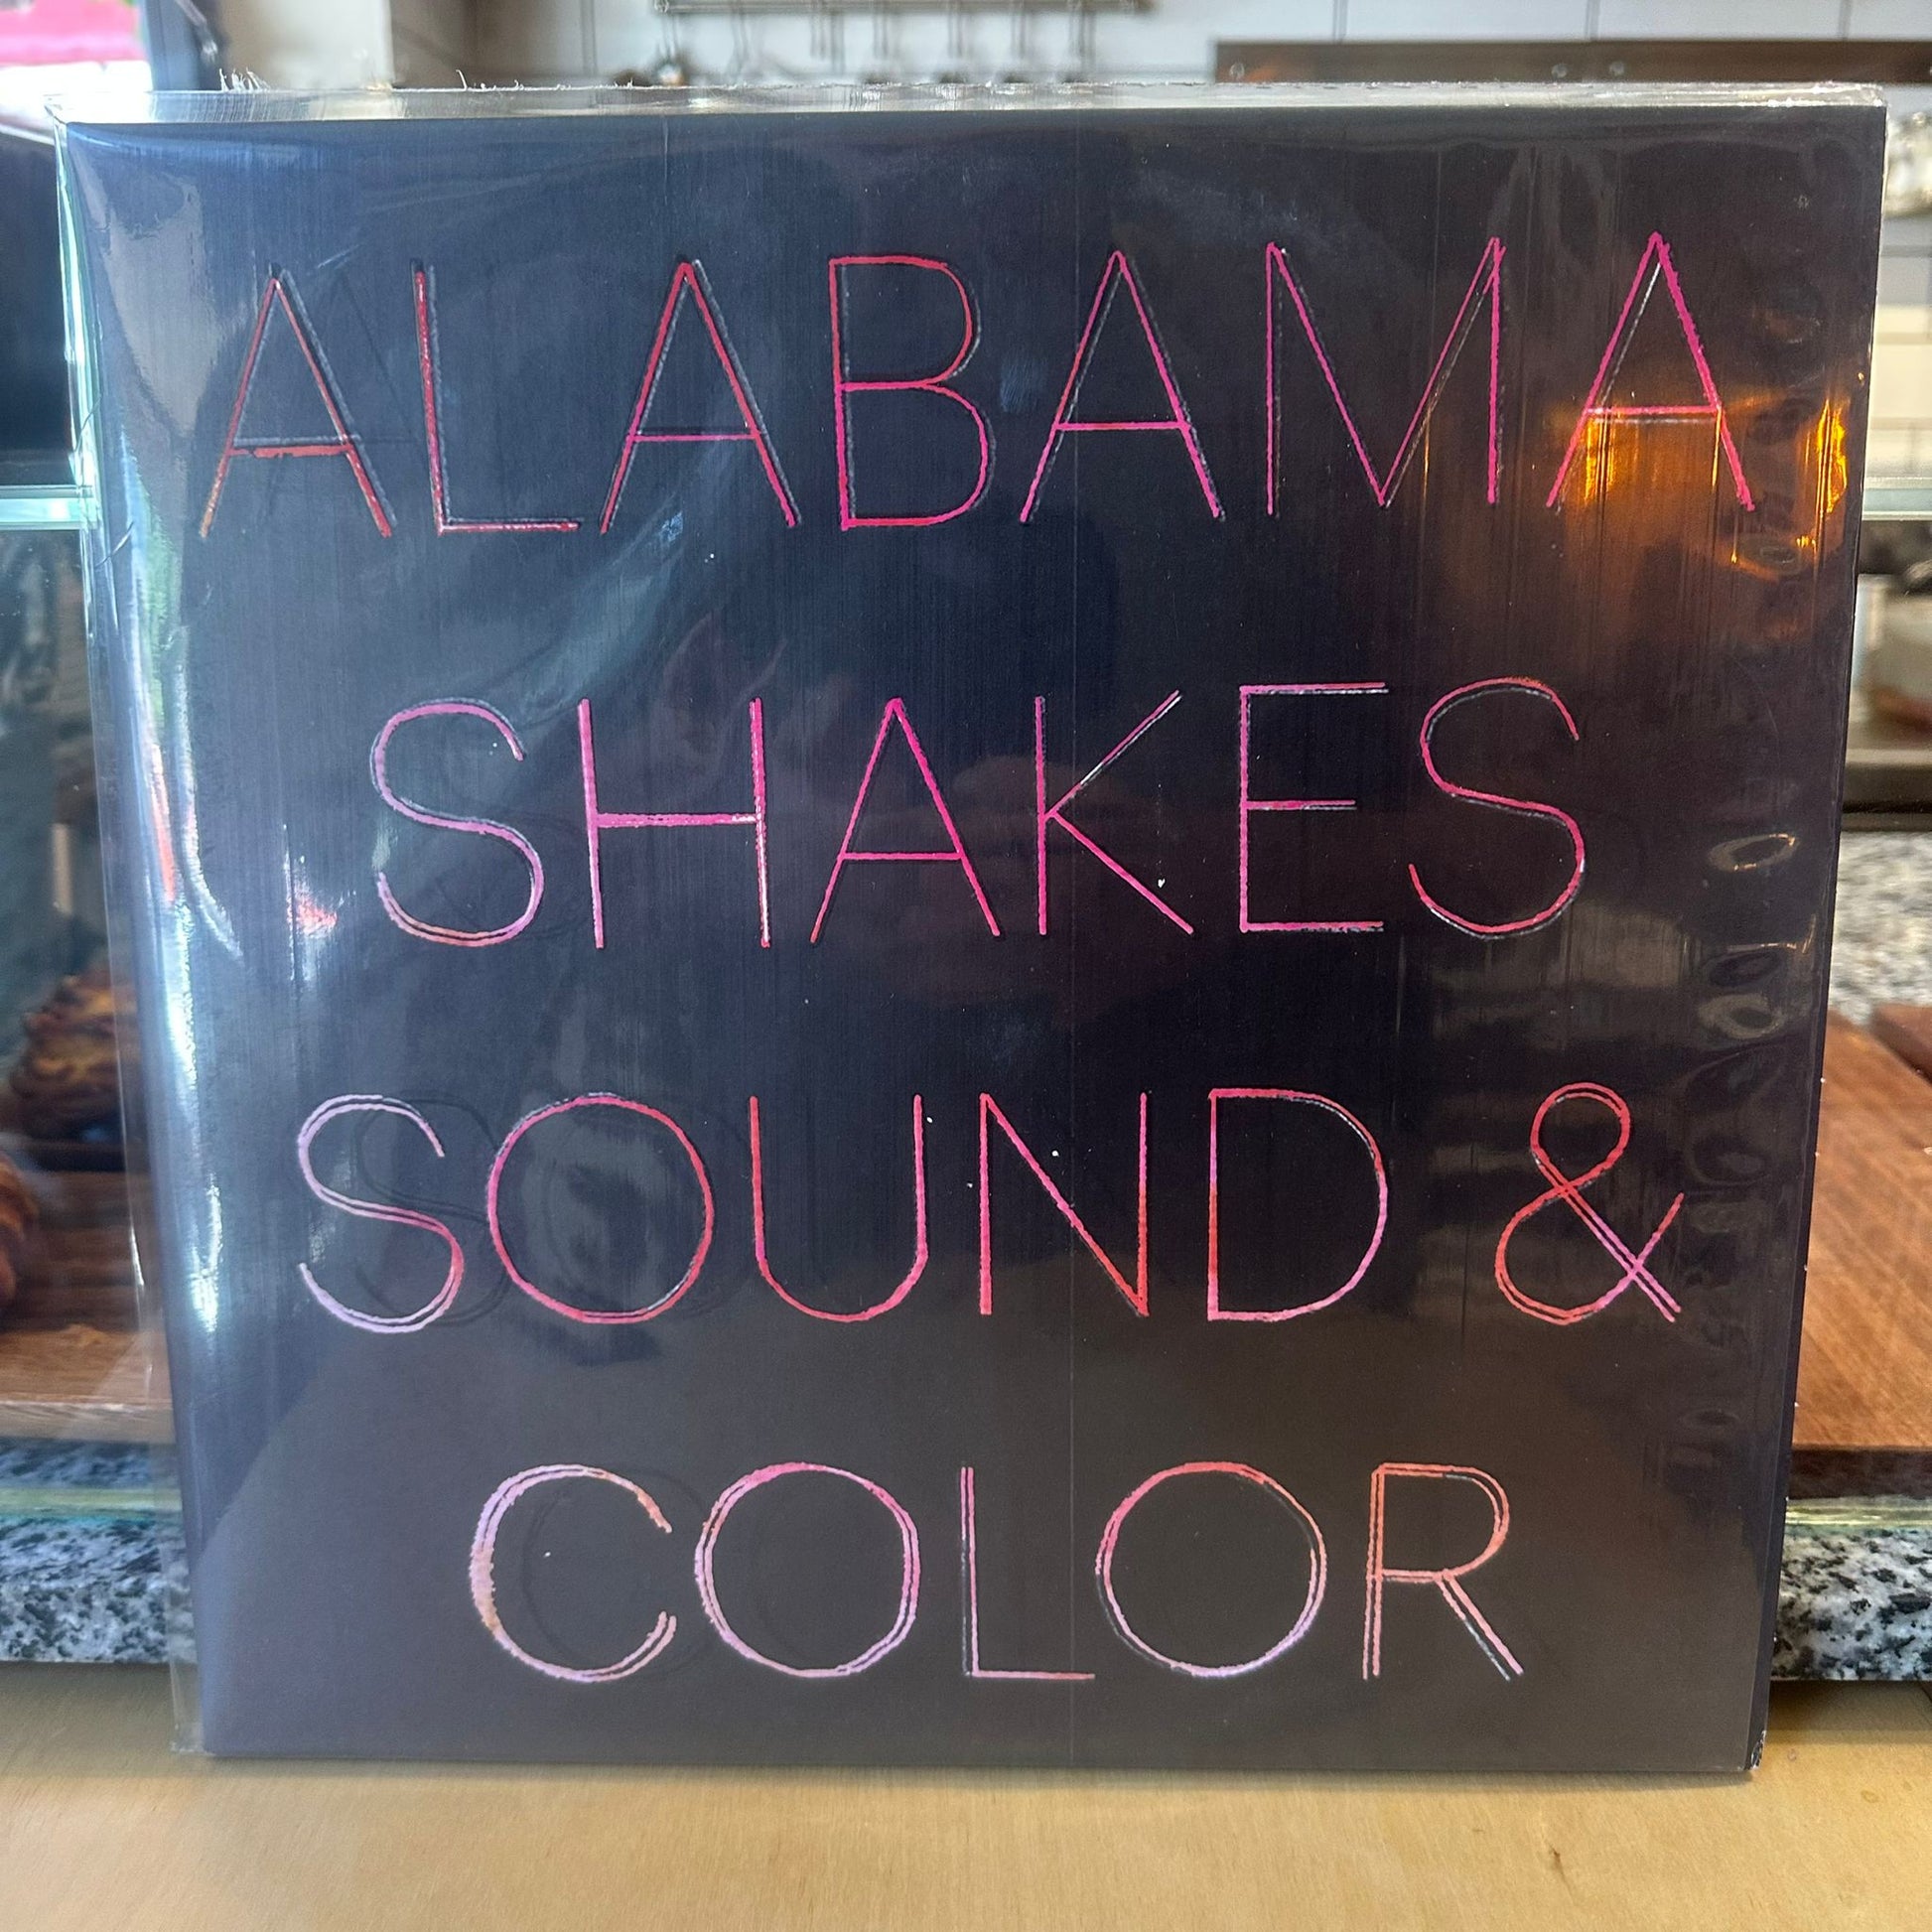 ALABAMA
SHAKES
SOUND &
COLOR